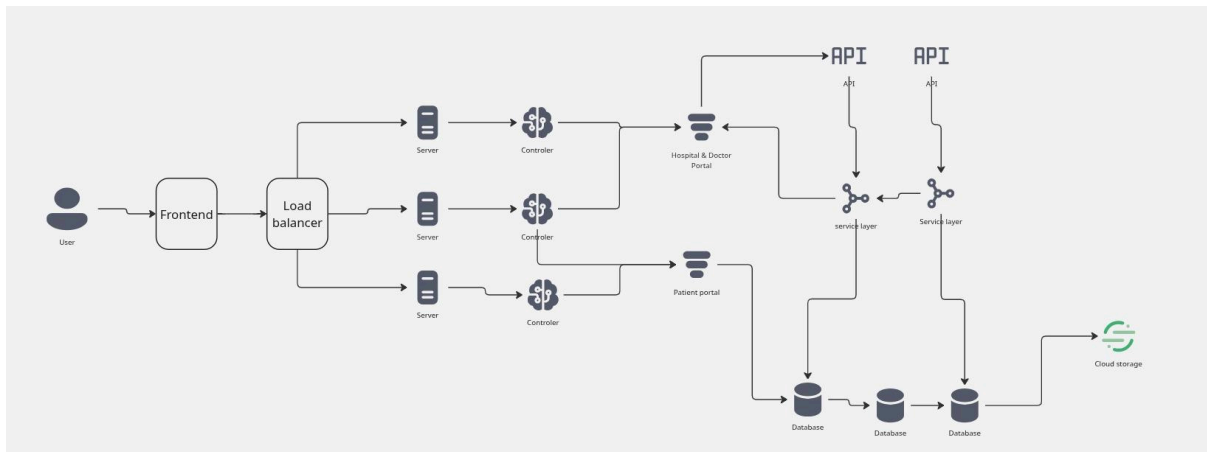 API
API
API
API
Server
Controler
Hospital & Doctor
Portal
User
Frontend
Load
balancer
Server
Controler
service layer
Service layer
Patient portal
Server
Controler
Cloud storage
Database
Database
Database